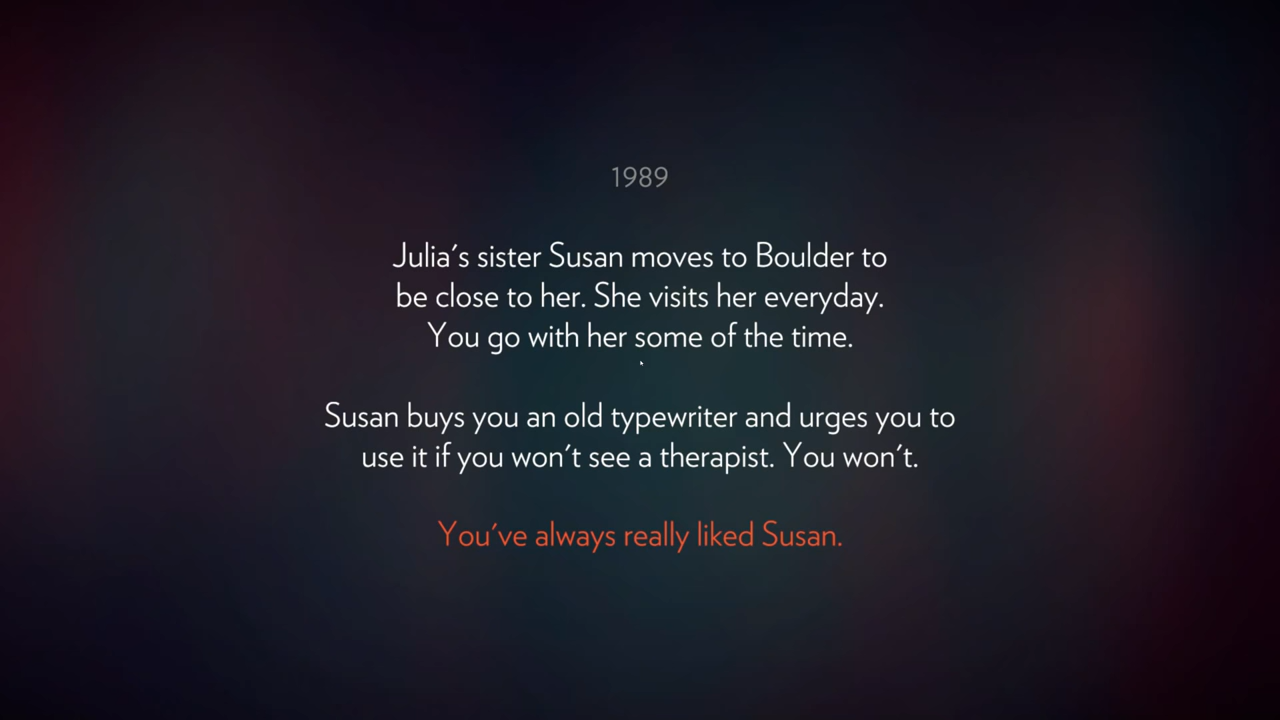 1989
Julia's sister Susan moves to Boulder to
be close to her. She visits her everyday.
You go with her some of the time.
Susan buys you an old typewriter and urges you to
use it if you won't see a therapist. You won't.
You've always really liked Susan.